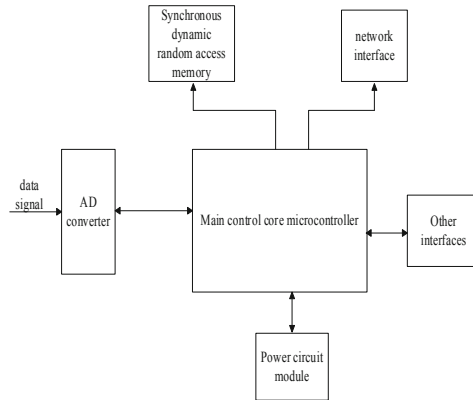 Synchronous
dynamic
random access
memory
network
interface
data
signal
AD
converter
Main control core microcontroller
Other
interfaces
Power circuit
module